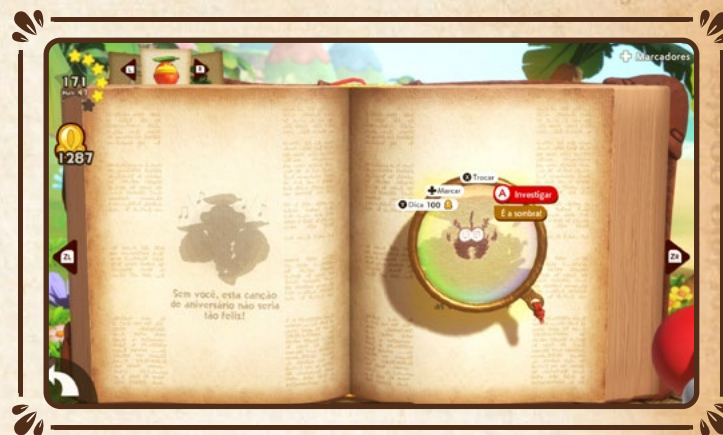 171
1287
L
R
Marcadores
X Trocar
Marcar
Y Dica 100
A Investigar
É a sombra!
ZL
ZR
Sem você, esta canção
de aniversário não seria
tão feliz!